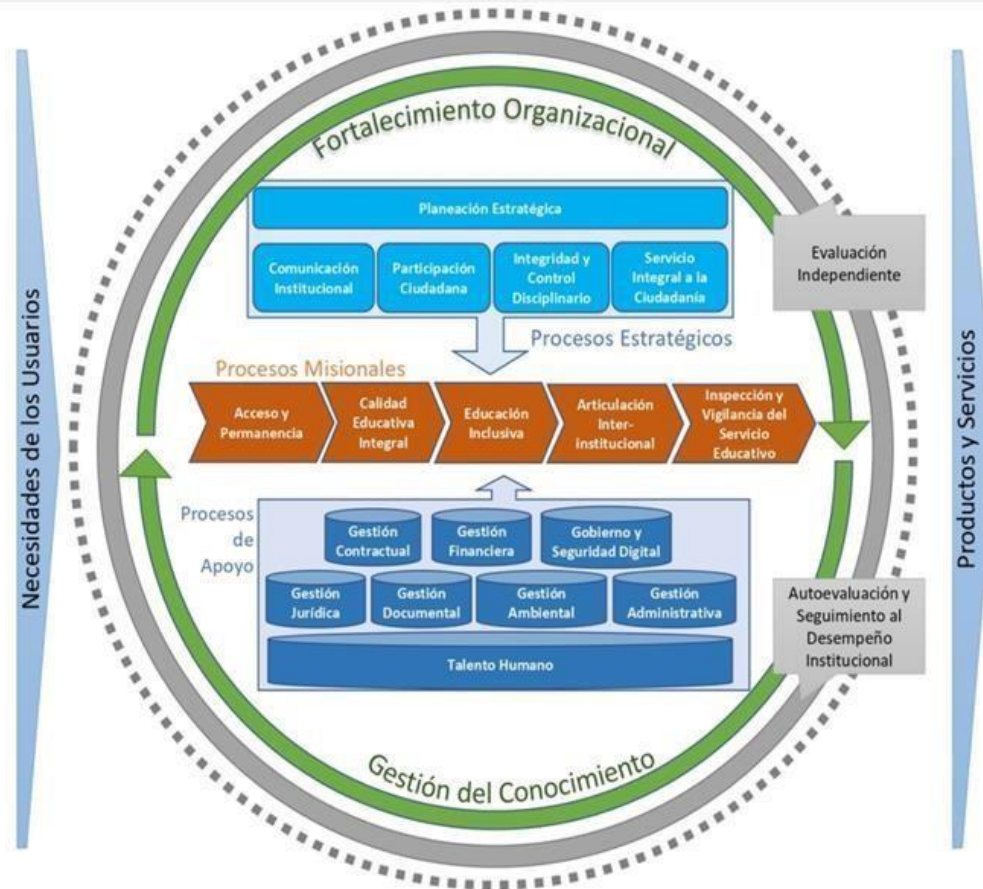 Necesidades de los Usuarios
Fortalecimiento Organizacional
Planeación Estratégica
Comunicación
Institucional
Participación
Ciudadana
Integridad y
Control
Disciplinario
Servicio
Integral a la
Ciudadanía
Procesos Estratégicos
Evaluación
Independiente
Procesos Misionales
Acceso y
Permanencia
Calidad
Educativa
Integral
Educación
Inclusiva
Articulación
Inter-
institucional
Inspección y
Vigilancia del
Servicio
Educativo
Procesos
de
Apoyo
Gestión
Contractual
Gestión
Financiera
Gobierno y
Seguridad Digital
Gestión
Jurídica
Gestión
Documental
Gestión
Ambiental
Gestión
Administrativa
Talento Humano
Autoevaluación y
Seguimiento al
Desempeño
Institucional
Gestión del Conocimiento
Productos y Servicios